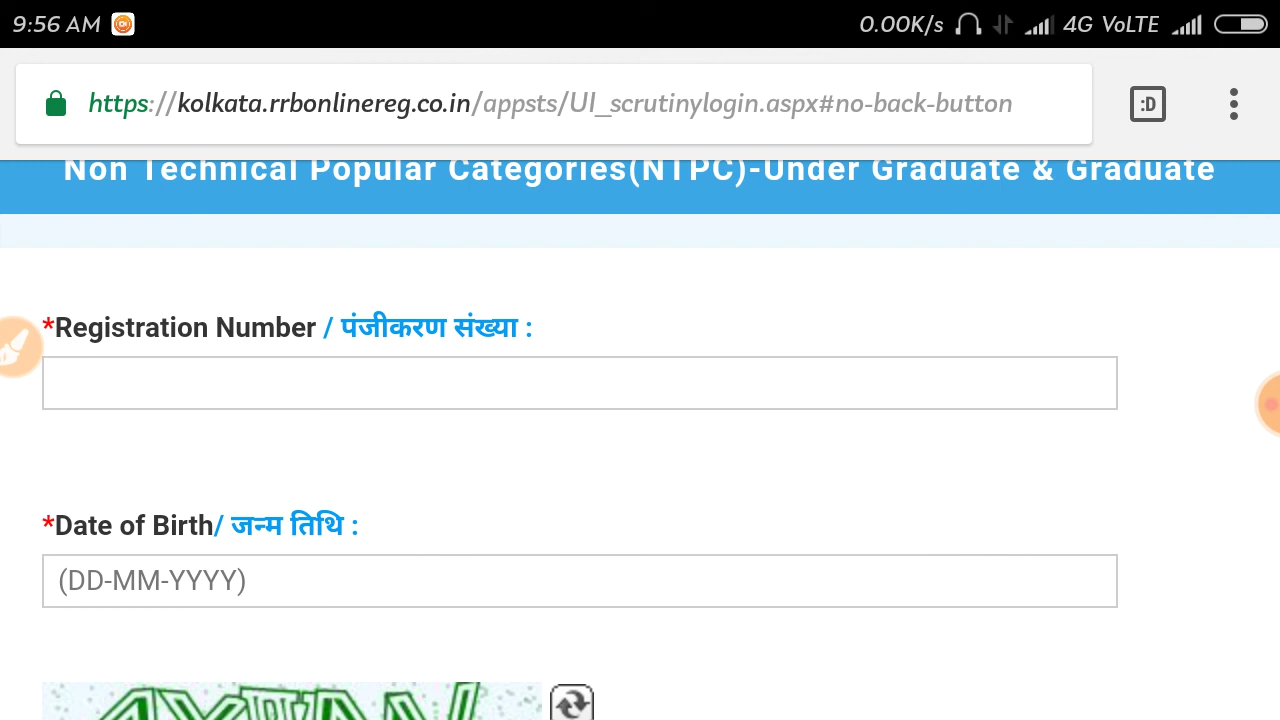 9:56 AM 0.00K/s 4G VoLTE
https://kolkata.rrbonlinereg.co.in/appsts/UI_scrutinylogin.aspx#no-back-button :D
Non Technical Popular Categories(NTPC)-Under Graduate & Graduate
*Registration Number / पंजीकरण संख्या :
*Date of Birth/ जन्म तिथि :
(DD-MM-YYYY)